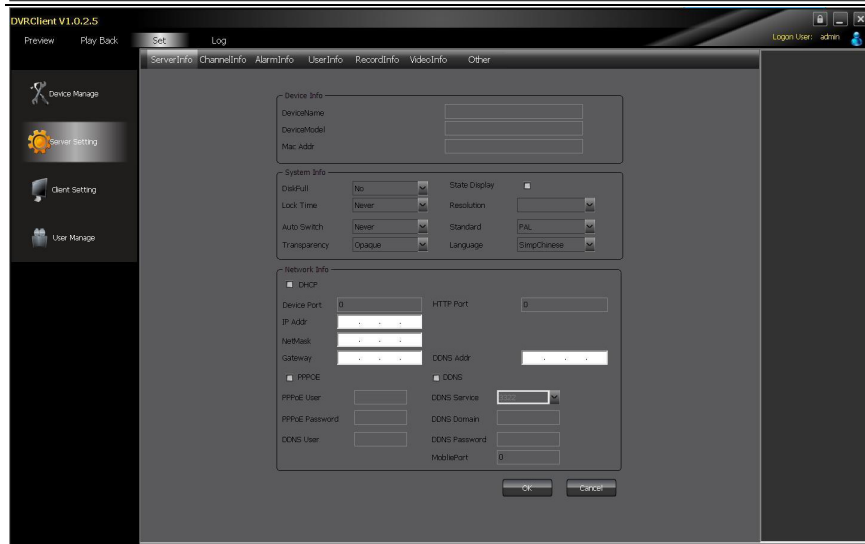 DVRClient V1.0.2.5
Preview Play Back Set Log
Logon User: admin
ServerInfo ChannelInfo AlarmInfo UserInfo RecordInfo VideoInfo Other
Device Manage
Server Setting
Client Setting
User Manage
Device Info
DeviceName
DeviceModel
Mac Addr
System Info
DiskFull No State Display
Lock Time Never Resolution
Auto Switch Never Standard PAL
Transparency Opaque Language SimpChinese
Network Info
DHCP
Device Port 0 HTTP Port 0
IP Addr . . .
NetMask . . .
Gateway . . . DDNS Addr . . .
PPPOE DDNS
PPPoE User DDNS Service
PPPoE Password DDNS Domain
DDNS User DDNS Password
MobliePort 0
OK Cancel